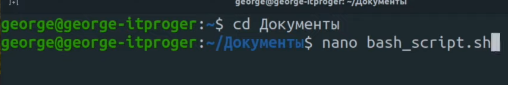 george@george-itproger: ~/Документы
george@george-itproger:~$ cd Документы
george@george-itproger:~/Документы$ nano bash_script.sh